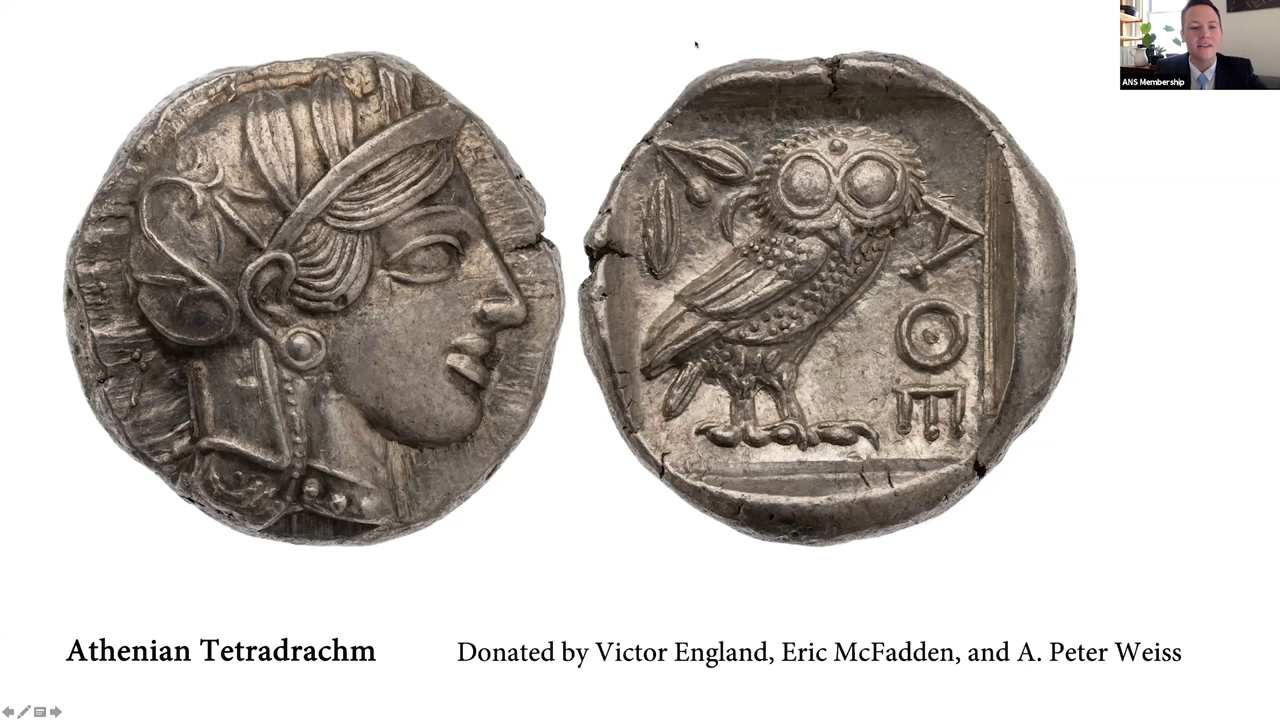 ANS Membership
ΑΘΕ
Athenian Tetradrachm
Donated by Victor England, Eric McFadden, and A. Peter Weiss